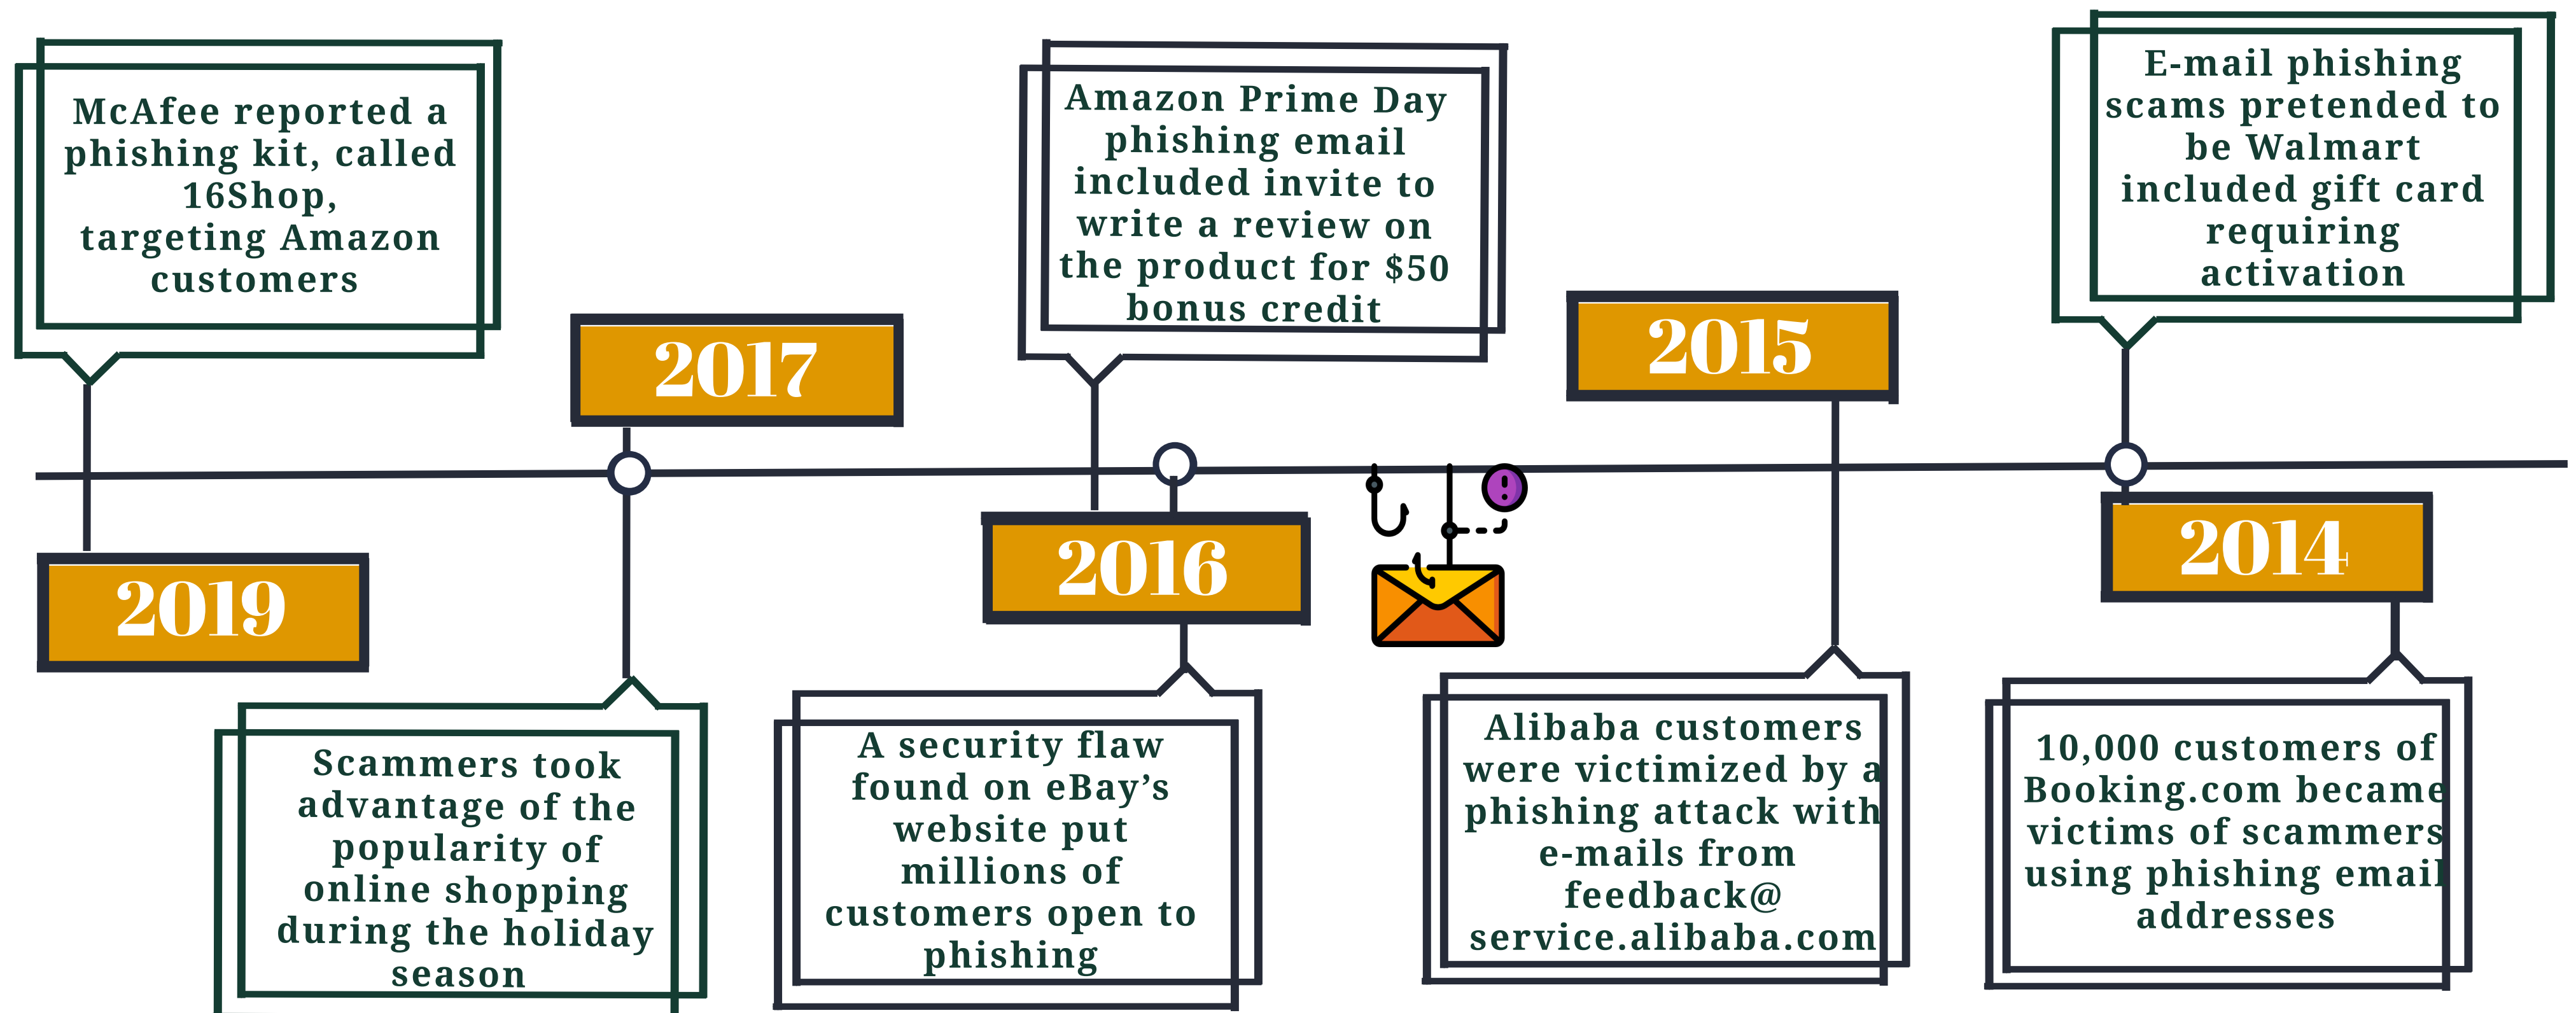 McAfee reported a
phishing kit, called
16Shop,
targeting Amazon
customers
2019
2017
Scammers took
advantage of the
popularity of
online shopping
during the holiday
season
Amazon Prime Day
phishing email
included invite to
write a review on
the product for $50
bonus credit
2016
A security flaw
found on eBay’s
website put
millions of
customers open to
phishing
2015
Alibaba customers
were victimized by a
phishing attack with
e-mails from
feedback@
service.alibaba.com
E-mail phishing
scams pretended to
be Walmart
included gift card
requiring
activation
2014
10,000 customers of
Booking.com became
victims of scammers
using phishing email
addresses